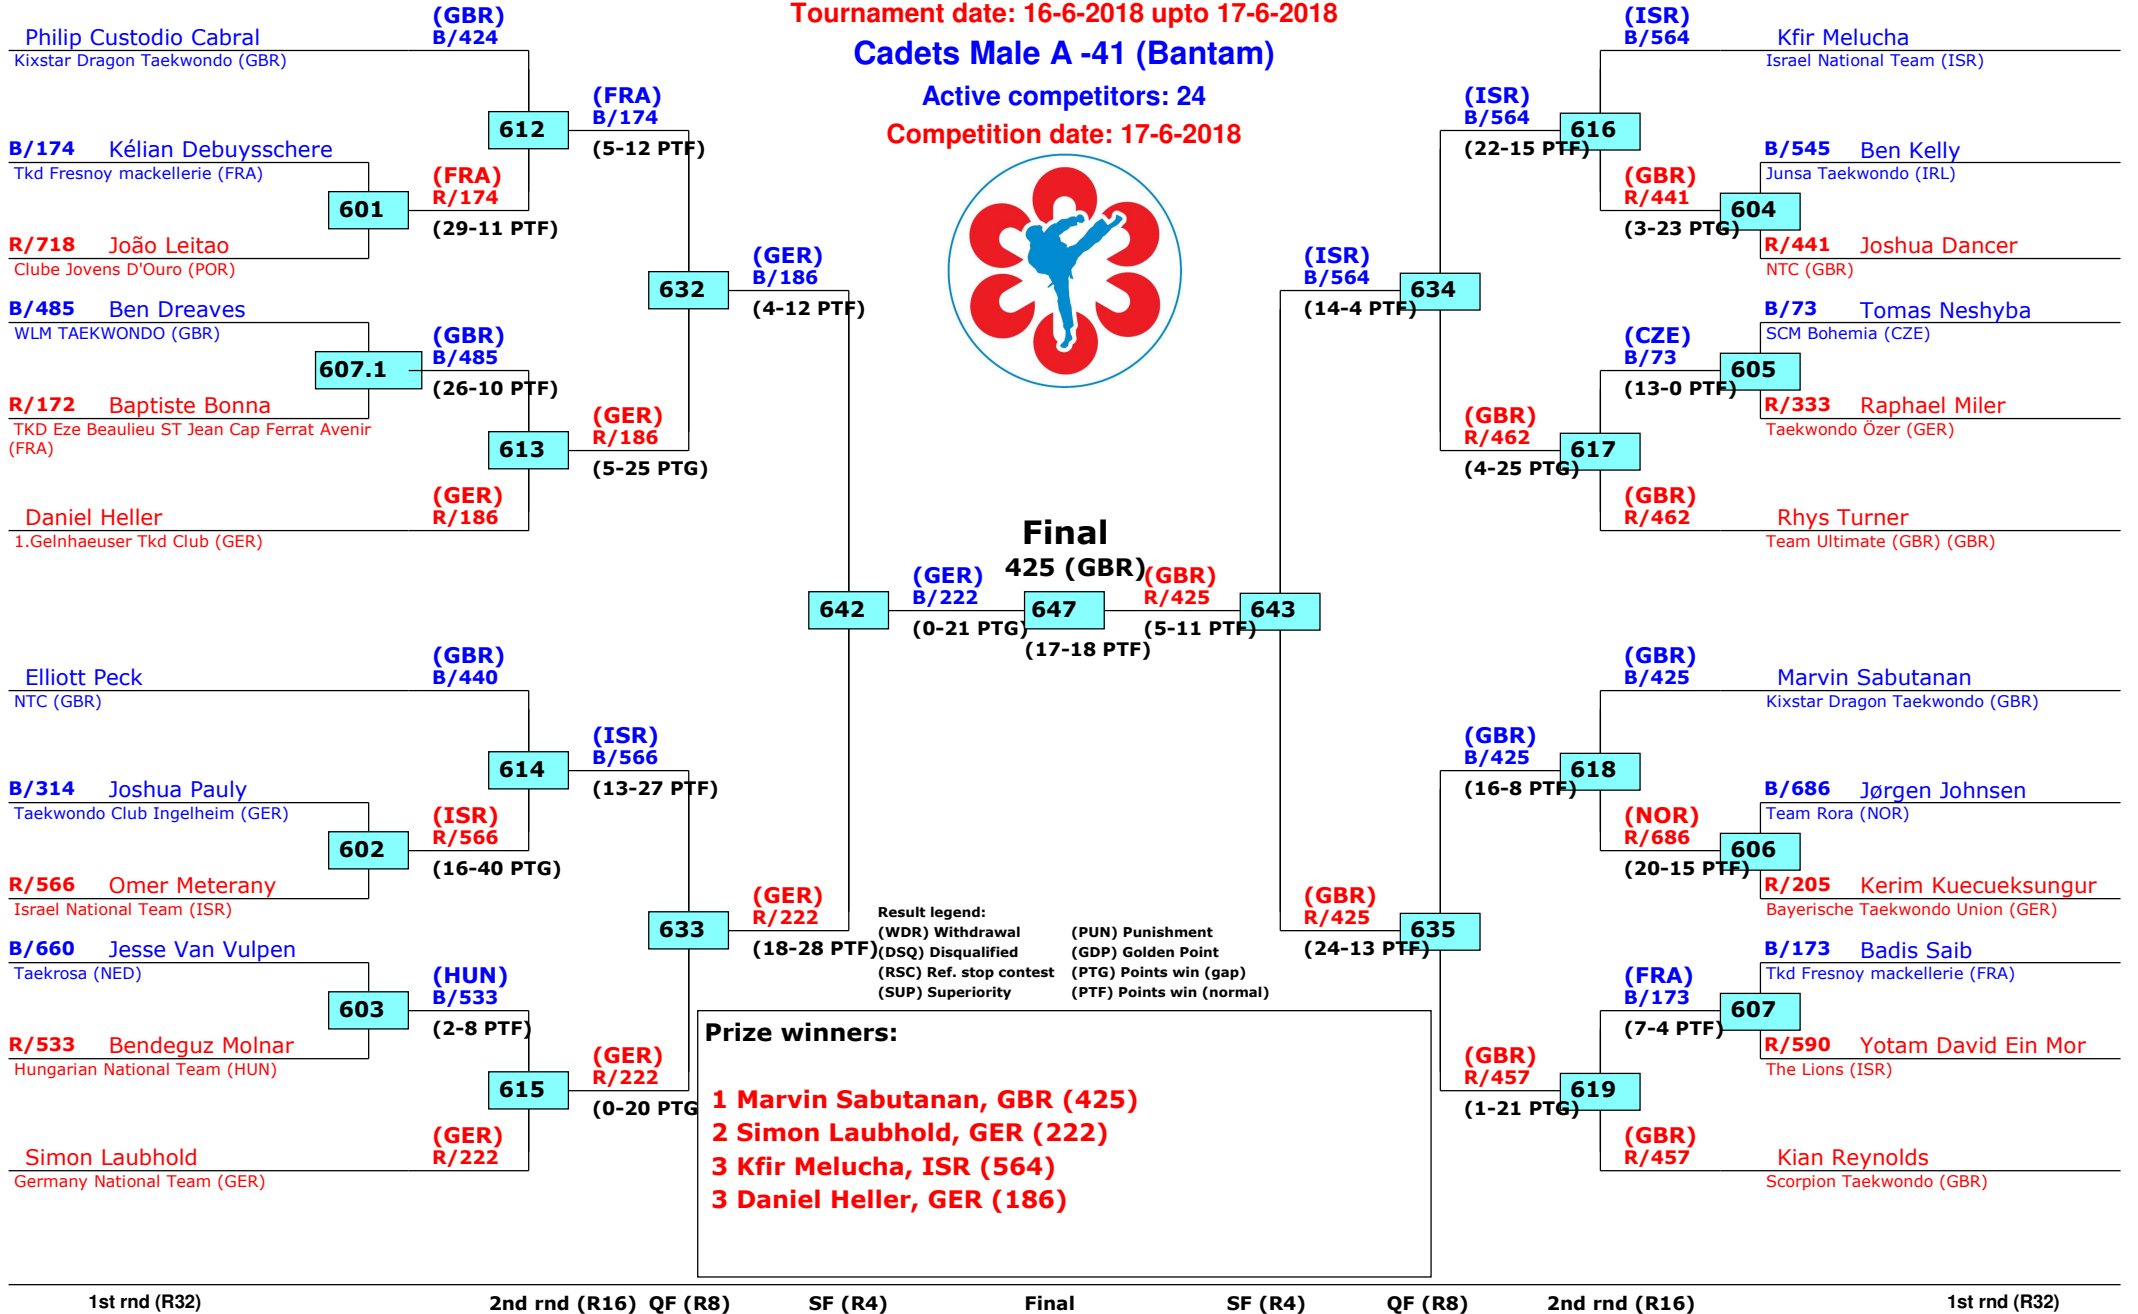 Tournament date: 16-6-2018 upto 17-6-2018
Cadets Male A -41 (Bantam)
Active competitors: 24
Competition date: 17-6-2018
Philip Custodio Cabral
Kixstar Dragon Taekwondo (GBR)
(GBR)
B/424
B/174 Kélian Debuysschere
Tkd Fresnoy mackellerie (FRA)
R/718 João Leitao
Clube Jovens D'Ouro (POR)
601
(FRA)
R/174
(29-11 PTF)
612
(FRA)
B/174
(5-12 PTF)
B/485 Ben Dreaves
WLM TAEKWONDO (GBR)
R/172 Baptiste Bonna
TKD Eze Beaulieu ST Jean Cap Ferrat Avenir
(FRA)
607.1
(GBR)
B/485
(26-10 PTF)
613
(GER)
R/186
(5-25 PTG)
Daniel Heller
1.Gelnhaeuser Tkd Club (GER)
(GER)
R/186
632
(GER)
B/186
(4-12 PTF)
Elliott Peck
NTC (GBR)
(GBR)
B/440
B/314 Joshua Pauly
Taekwondo Club Ingelheim (GER)
R/566 Omer Meterany
Israel National Team (ISR)
602
(ISR)
R/566
(16-40 PTG)
614
(ISR)
B/566
(13-27 PTF)
B/660 Jesse Van Vulpen
Taekrosa (NED)
R/533 Bendeguz Molnar
Hungarian National Team (HUN)
603
(HUN)
B/533
(2-8 PTF)
615
(GER)
R/222
(0-20 PTG
Simon Laubhold
Germany National Team (GER)
(GER)
R/222
633
(GER)
R/222
(18-28 PTF)
642
(GER)
B/222
(0-21 PTG)
Final
425 (GBR)
647
(17-18 PTF)
(GBR)
R/425
(5-11 PTF)
643
(ISR)
B/564
(14-4 PTF)
634
(ISR)
B/564
(22-15 PTF)
616
(ISR)
B/564
Kfir Melucha
Israel National Team (ISR)
(GBR)
R/441
(3-23 PTG)
604
B/545 Ben Kelly
Junsa Taekwondo (IRL)
R/441 Joshua Dancer
NTC (GBR)
(GBR)
R/462
(4-25 PTG)
617
(CZE)
B/73
(13-0 PTF)
605
B/73 Tomas Neshyba
SCM Bohemia (CZE)
R/333 Raphael Miler
Taekwondo Özer (GER)
(GBR)
R/462
Rhys Turner
Team Ultimate (GBR) (GBR)
(GBR)
R/425
(24-13 PTF)
635
(GBR)
B/425
(16-8 PTF)
618
(GBR)
B/425
Marvin Sabutanan
Kixstar Dragon Taekwondo (GBR)
(NOR)
R/686
(20-15 PTF)
606
B/686 Jørgen Johnsen
Team Rora (NOR)
R/205 Kerim Kuecueksungur
Bayerische Taekwondo Union (GER)
(GBR)
R/457
(1-21 PTG)
619
(FRA)
B/173
(7-4 PTF)
607
B/173 Badis Saib
Tkd Fresnoy mackellerie (FRA)
R/590 Yotam David Ein Mor
The Lions (ISR)
(GBR)
R/457
Kian Reynolds
Scorpion Taekwondo (GBR)
Result legend:
(WDR) Withdrawal (PUN) Punishment
(DSQ) Disqualified (GDP) Golden Point
(RSC) Ref. stop contest (PTG) Points win (gap)
(SUP) Superiority (PTF) Points win (normal)
Prize winners:
1 Marvin Sabutanan, GBR (425)
2 Simon Laubhold, GER (222)
3 Kfir Melucha, ISR (564)
3 Daniel Heller, GER (186)
1st rnd (R32) 2nd rnd (R16) QF (R8) SF (R4) Final SF (R4) QF (R8) 2nd rnd (R16) 1st rnd (R32)